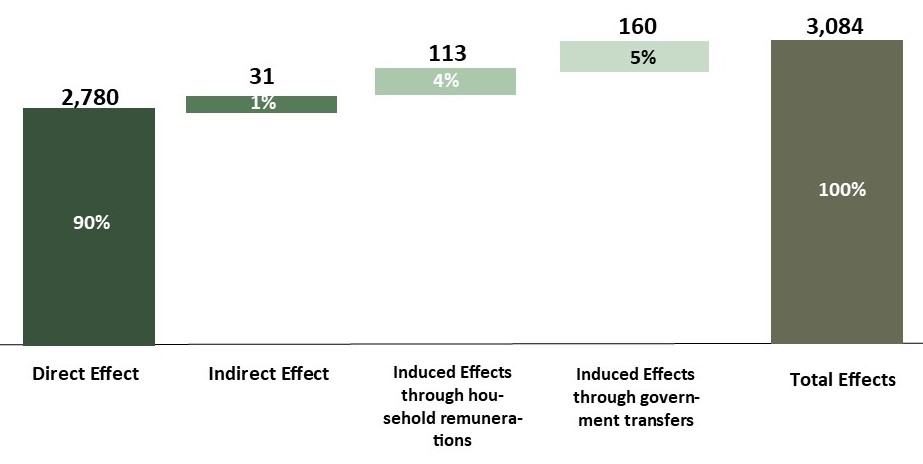 2,780
90%
31
1%
113
4%
160
5%
3,084
100%
Direct Effect
Indirect Effect
Induced Effects
through hou-
sehold remunera-
tions
Induced Effects
through govern-
ment transfers
Total Effects